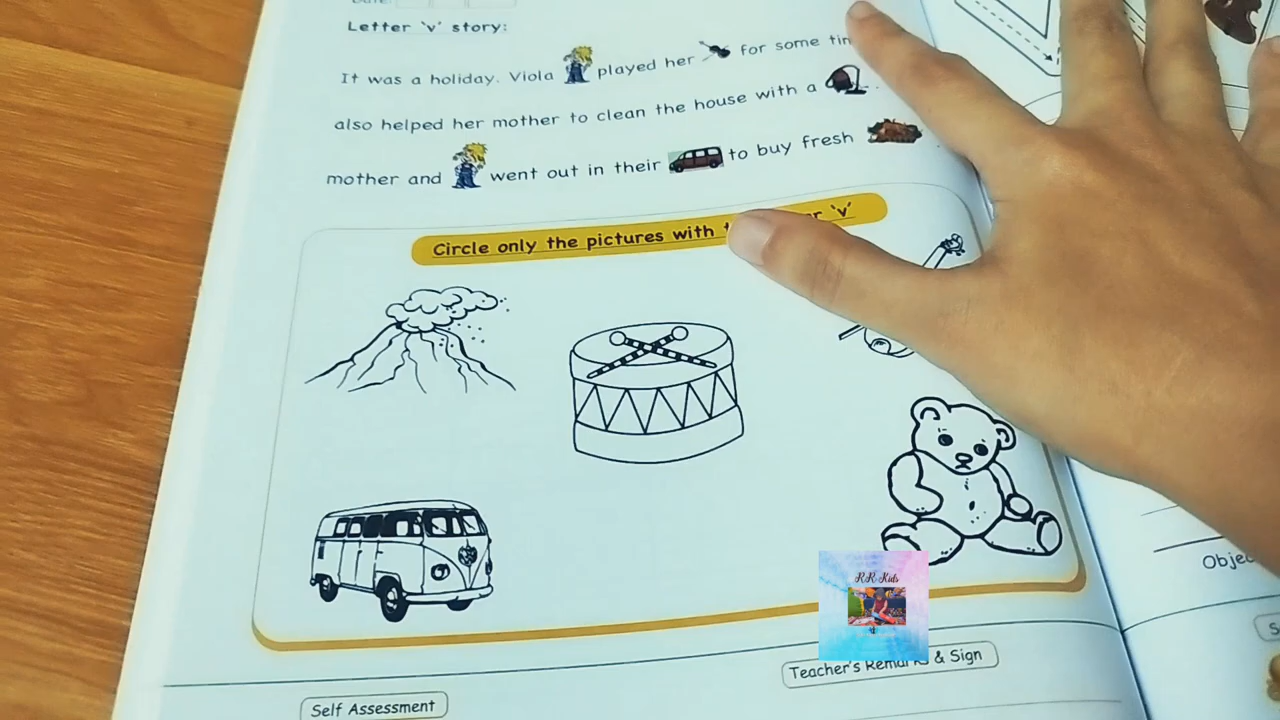 Letter 'v' story:
It was a holiday. Viola played her for some
also helped her mother to clean the house with a .
mother and went out in their to buy fresh
Circle only the pictures with 'v'
R.R. Kids
Teacher's & Sign
Self Assessment